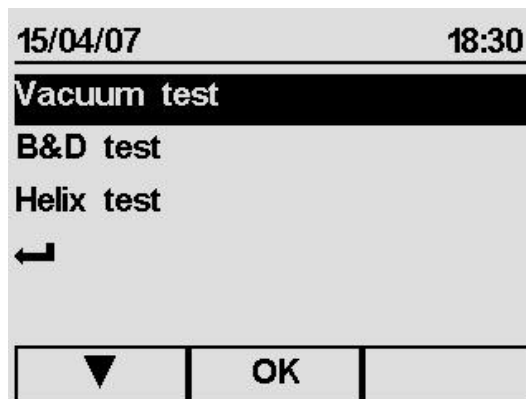 15/04/07 18:30
Vacuum test
B&D test
Helix test
OK